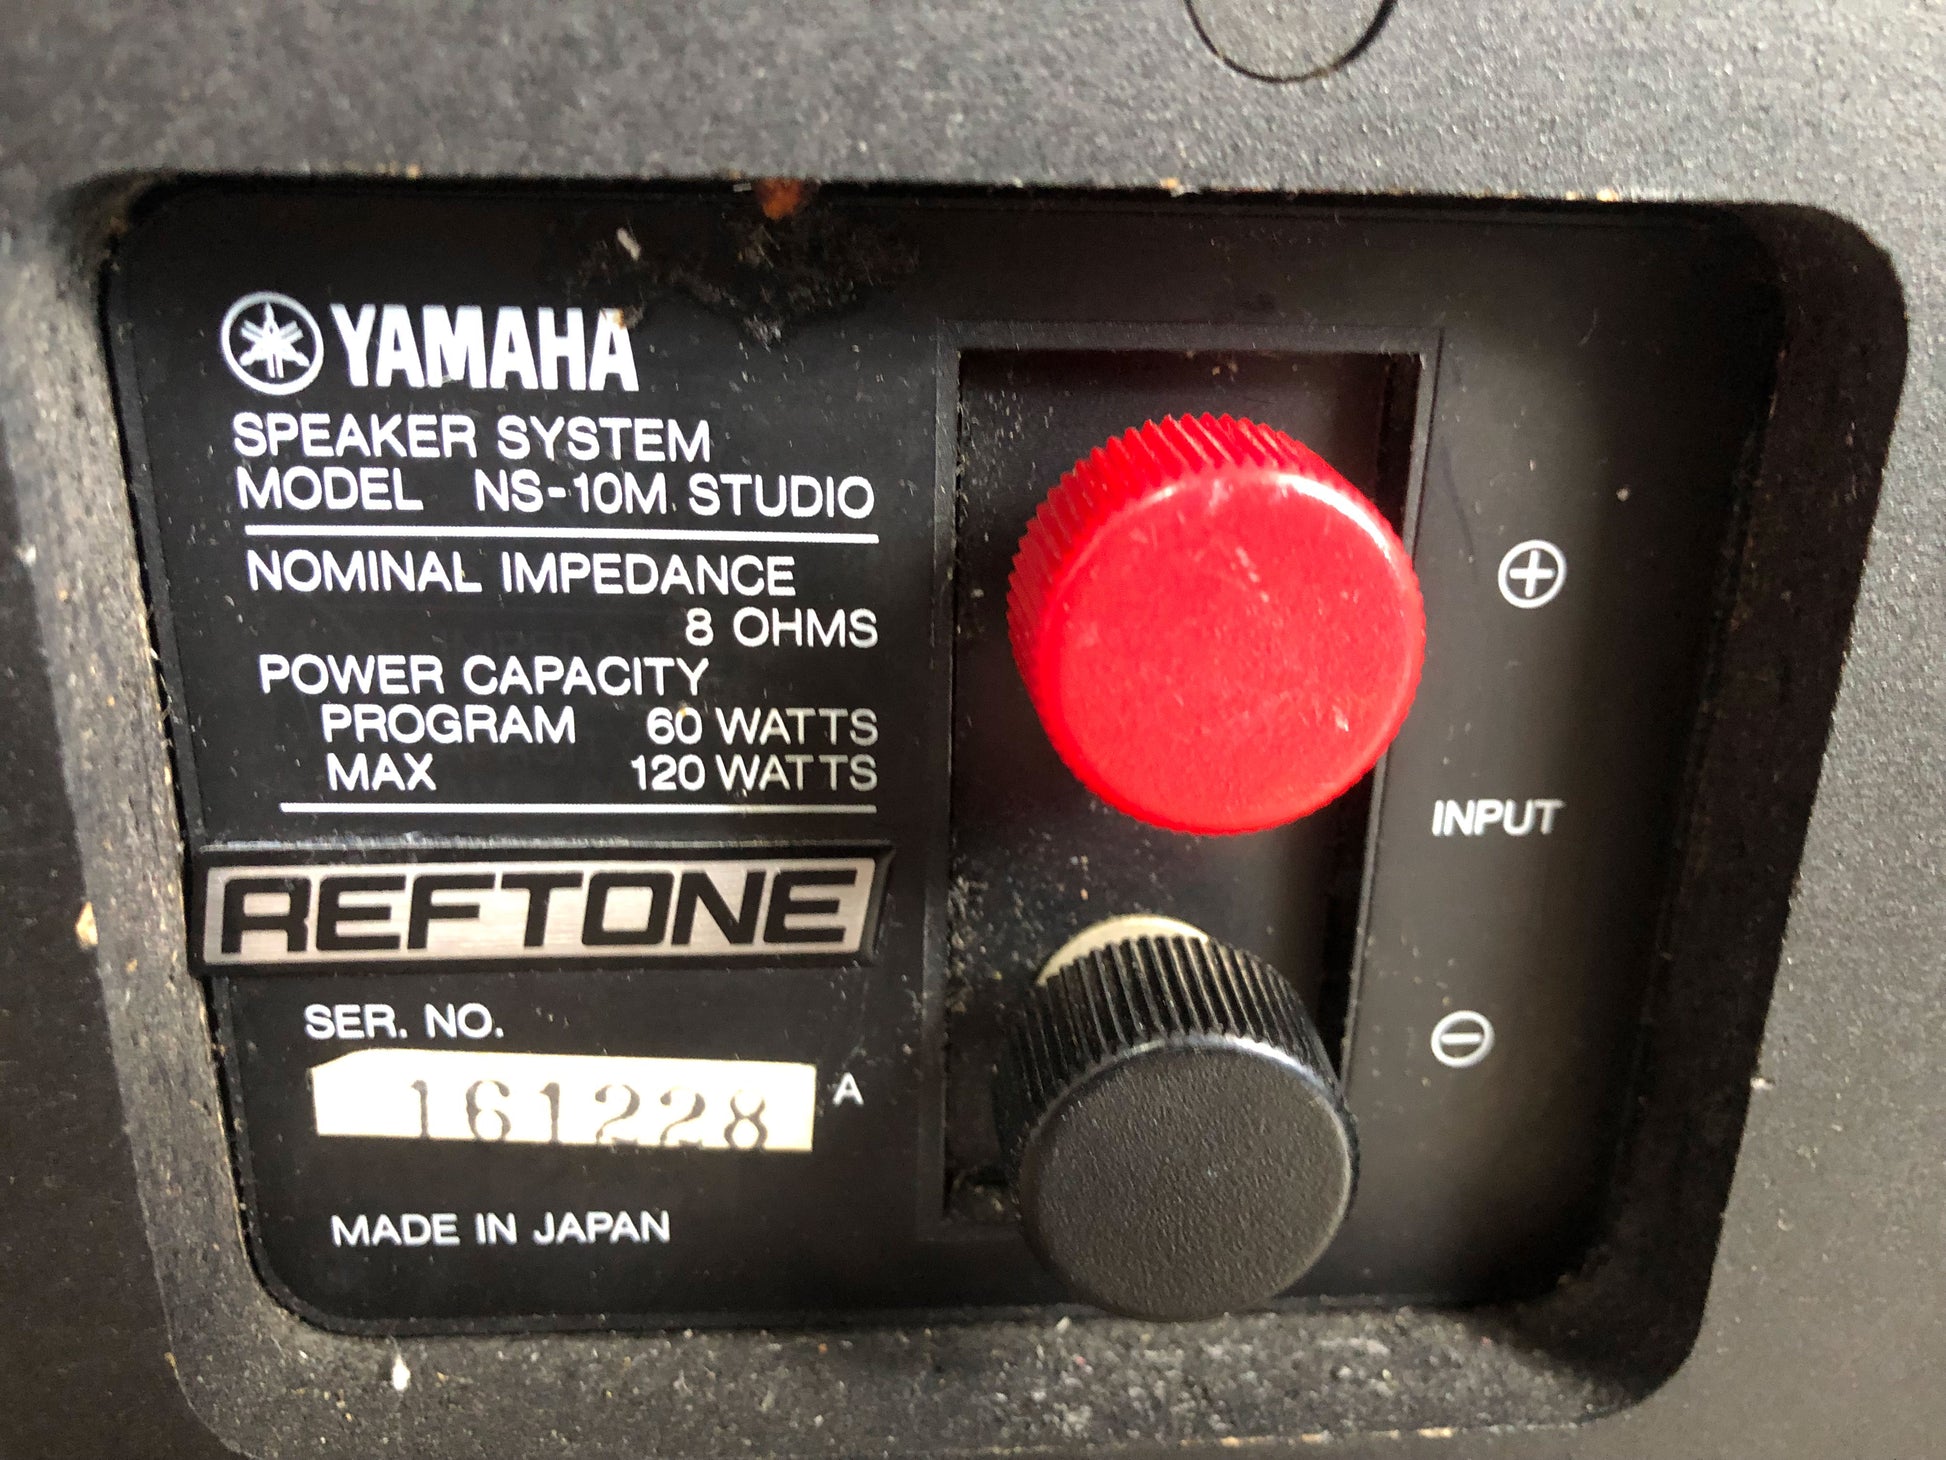 YAMAHA
SPEAKER SYSTEM
MODEL NS-10M STUDIO
NOMINAL IMPEDANCE
8 OHMS
POWER CAPACITY
PROGRAM 60 WATTS
MAX 120 WATTS
REFTONE
SER. NO.
161228 A
MADE IN JAPAN
+
INPUT
−